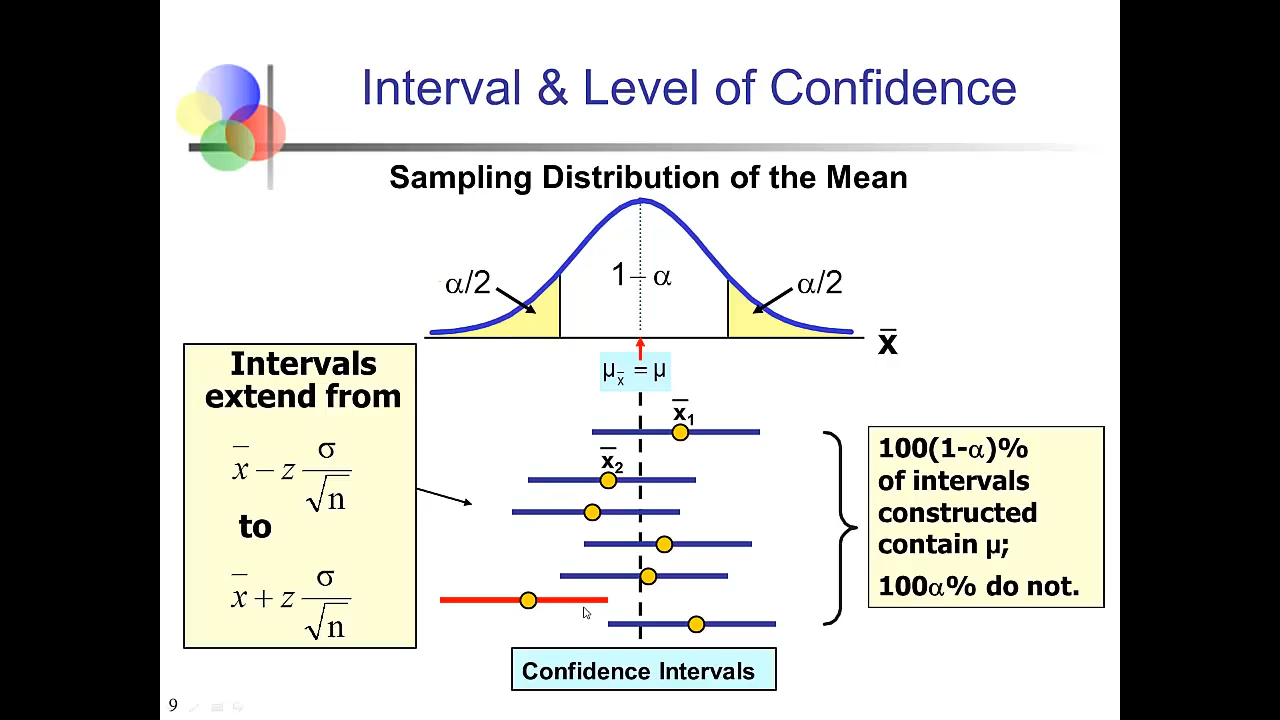 Interval & Level of Confidence
Sampling Distribution of the Mean
α/2
1– α
α/2
x̅
μx̅ = μ
Intervals
extend from
x̅ − z σ/√n
to
x̅ + z σ/√n
x̅1
x̅2
100(1-α)%
of intervals
constructed
contain μ;
100α% do not.
Confidence Intervals
9